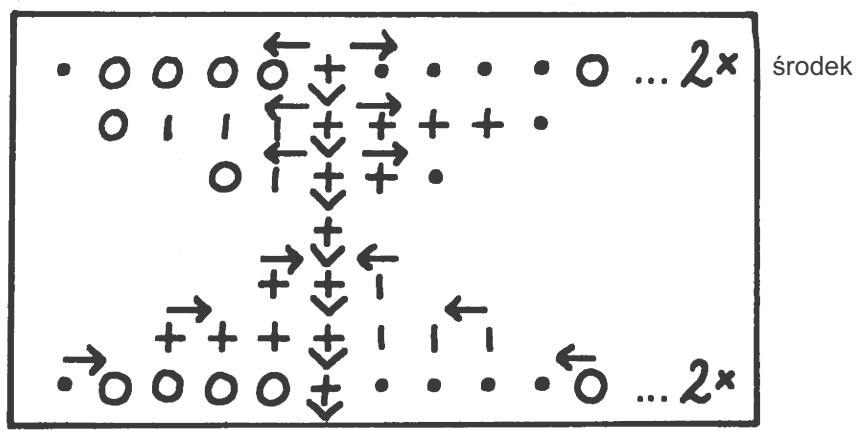 • O O O O + • • • • O ... 2× środek
O ı ı ı + + + + •
O ı + + •
+
+ + ı
+ + + + ı ı ı
• O O O O + • • • • O ... 2×